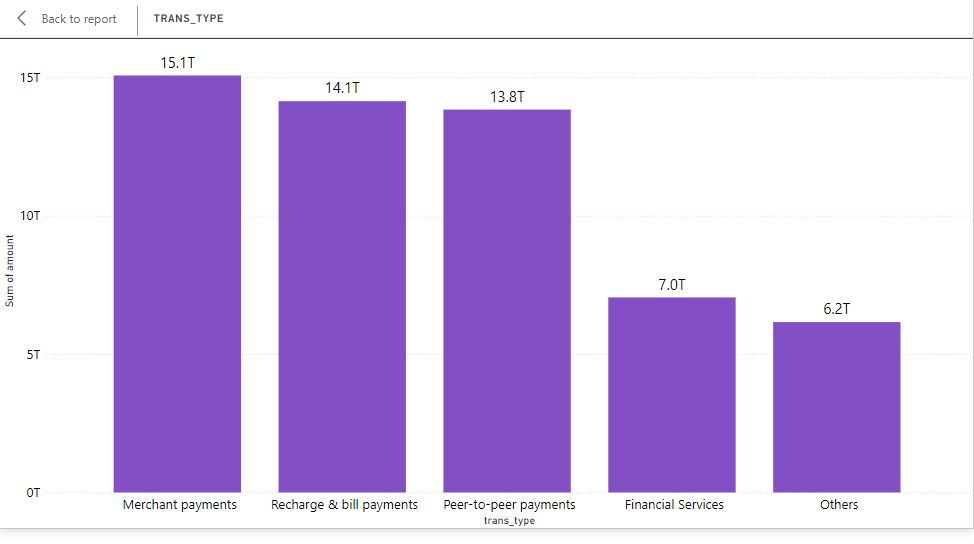 Back to report
TRANS_TYPE
15.1T
14.1T
13.8T
7.0T
6.2T
15T
10T
5T
0T
Sum of amount
Merchant payments
Recharge & bill payments
Peer-to-peer payments
Financial Services
Others
trans_type